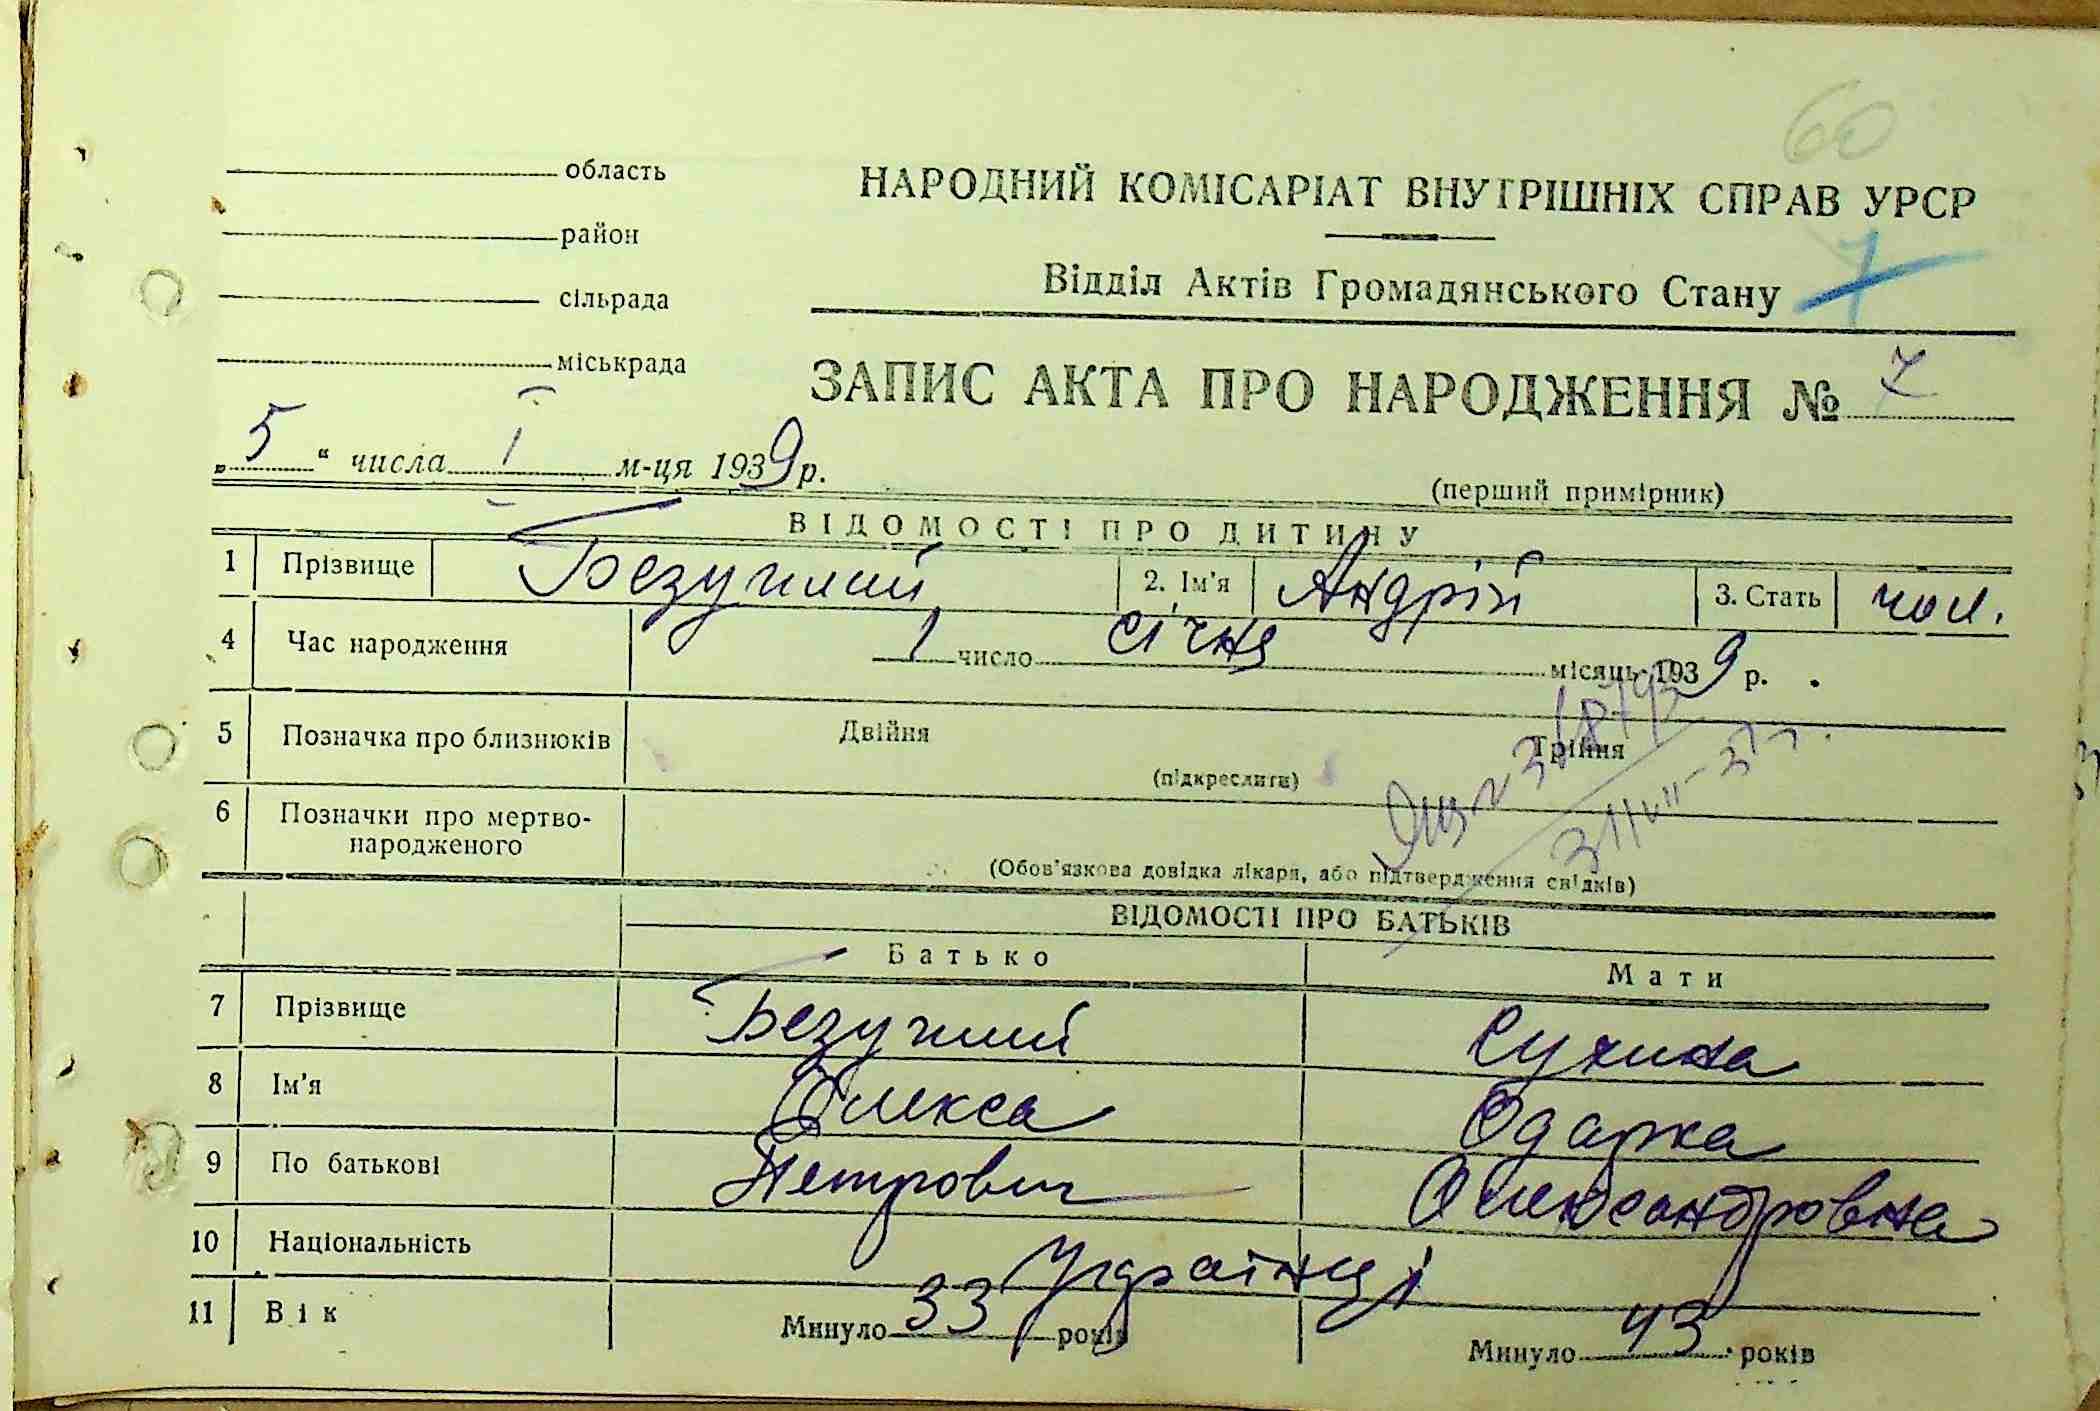 60
область
НАРОДНИЙ КОМІСАРІАТ ВНУТРІШНІХ СПРАВ УРСР
район
7
Відділ Актів Громадянського Стану
сільрада
міськрада
ЗАПИС АКТА ПРО НАРОДЖЕННЯ № 7
„5“ числа I м-ця 1939 р.
(перший примірник)
ВІДОМОСТІ ПРО ДИТИНУ
1 Прізвище Безучний 2. Ім'я Андрій 3. Стать чол.
4 Час народження 1 число січня місяць 1939 р.
5 Позначка про близнюків Двійня Трійня
(підкреслити)
6 Позначки про мертво-
народженого
(Обов'язкова довідка лікаря, або підтвердження свідків)
ВІДОМОСТІ ПРО БАТЬКІВ
Батько Мати
7 Прізвище Безучний Сухина
8 Ім'я Олекса Одарка
9 По батькові Петрович Олександровна
10 Національність Українці
11 Вік Минуло 33 років Минуло 43 років